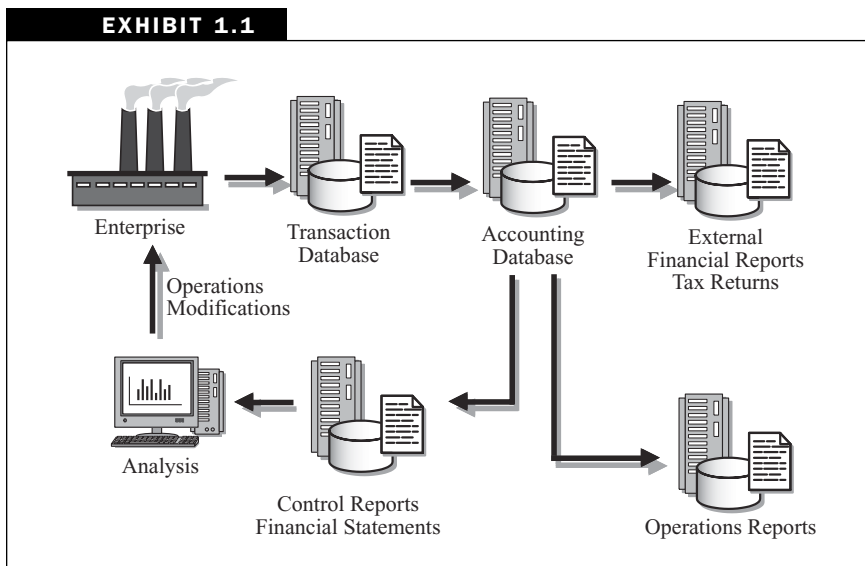 EXHIBIT 1.1
Enterprise
Transaction
Database
Accounting
Database
External
Financial Reports
Tax Returns
Operations
Modifications
Analysis
Control Reports
Financial Statements
Operations Reports